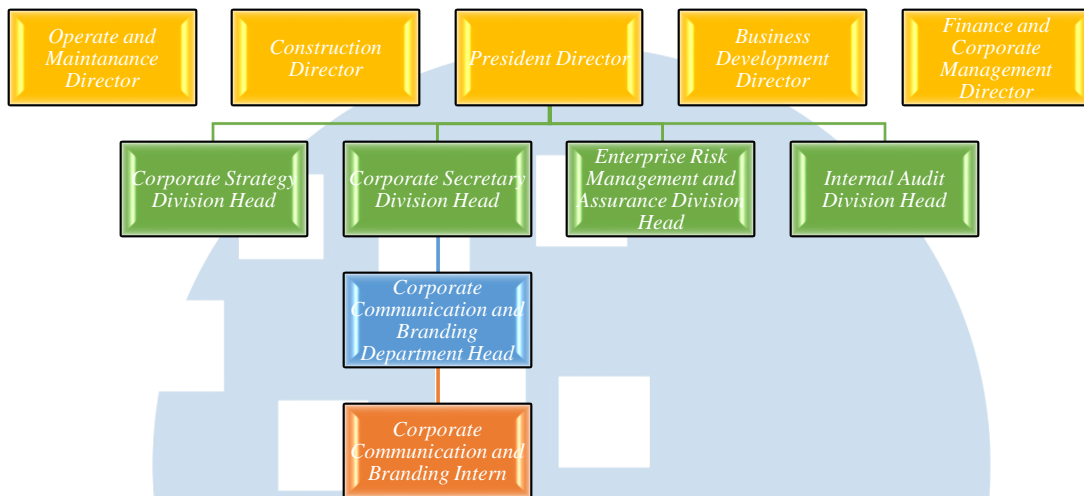 Operate and
Maintanance
Director
Construction
Director
President Director
Business
Development
Director
Finance and
Corporate
Management
Director
Corporate Strategy
Division Head
Corporate Secretary
Division Head
Enterprise Risk
Management and
Assurance Division
Head
Internal Audit
Division Head
Corporate
Communication and
Branding
Department Head
Corporate
Communication and
Branding Intern